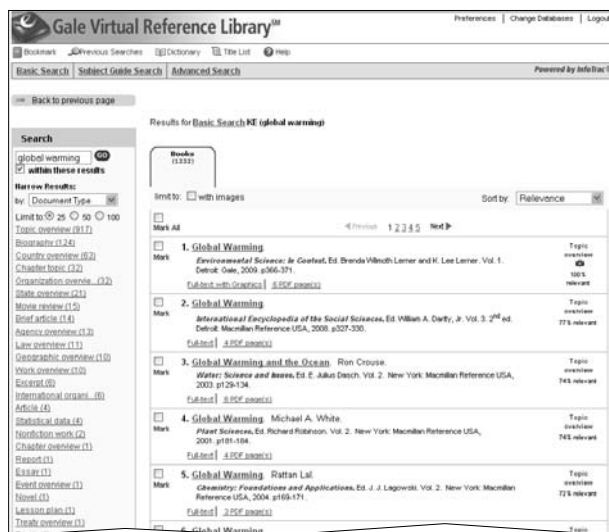 Gale Virtual Reference Library℠
Preferences | Change Databases | Logout
Bookmark Previous Searches Dictionary Title List Help
Basic Search | Subject Guide Search | Advanced Search
Powered by InfoTrac®
Back to previous page
Results for Basic Search KE (global warming)
Search
global warming GO
within these results
Narrow Results:
by: Document Type
Limit to: 25 50 100
Topic overview (917)
Biography (124)
Country overview (63)
Chapter topic (32)
Organization overvie...(32)
State overview (21)
Movie review (15)
Brief article (14)
Agency overview (13)
Law overview (11)
Geographic overview (10)
Work overview (10)
Excerpt (6)
International organi... (6)
Article (4)
Statistical data (4)
Nonfiction work (2)
Chapter overview (1)
Report (1)
Essay (1)
Event overview (1)
Novel (1)
Lesson plan (1)
Treaty overview (1)
Books
(1332)
limit to: with images
Sort by: Relevance
Mark All
Previous 1 2 3 4 5 Next
Mark
1. Global Warming.
Environmental Science: In Context. Ed. Brenda Wilmoth Lerner and K. Lee Lerner. Vol. 1.
Detroit: Gale, 2009. p366-371.
Full-text with Graphics | 6 PDF page(s)
Topic
overview
100%
relevant
Mark
2. Global Warming.
International Encyclopedia of the Social Sciences. Ed. William A. Darity, Jr. Vol. 3. 2nd ed.
Detroit: Macmillan Reference USA, 2008. p327-330.
Full-text | 4 PDF page(s)
Topic
overview
77% relevant
Mark
3. Global Warming and the Ocean. Ron Crouse.
Water: Science and Issues. Ed. E. Julius Dasch. Vol. 2. New York: Macmillan Reference USA,
2003. p129-134.
Full-text | 6 PDF page(s)
Topic
overview
74% relevant
Mark
4. Global Warming. Michael A. White.
Plant Sciences. Ed. Richard Robinson. Vol. 2. New York: Macmillan Reference USA,
2001. p181-184.
Full-text | 4 PDF page(s)
Topic
overview
74% relevant
Mark
5. Global Warming. Rattan Lal.
Chemistry: Foundations and Applications. Ed. J. J. Lagowski. Vol. 2. New York: Macmillan
Reference USA, 2004. p169-171.
Full-text | 3 PDF page(s)
Topic
overview
72% relevant
6. Global Warming
Topic